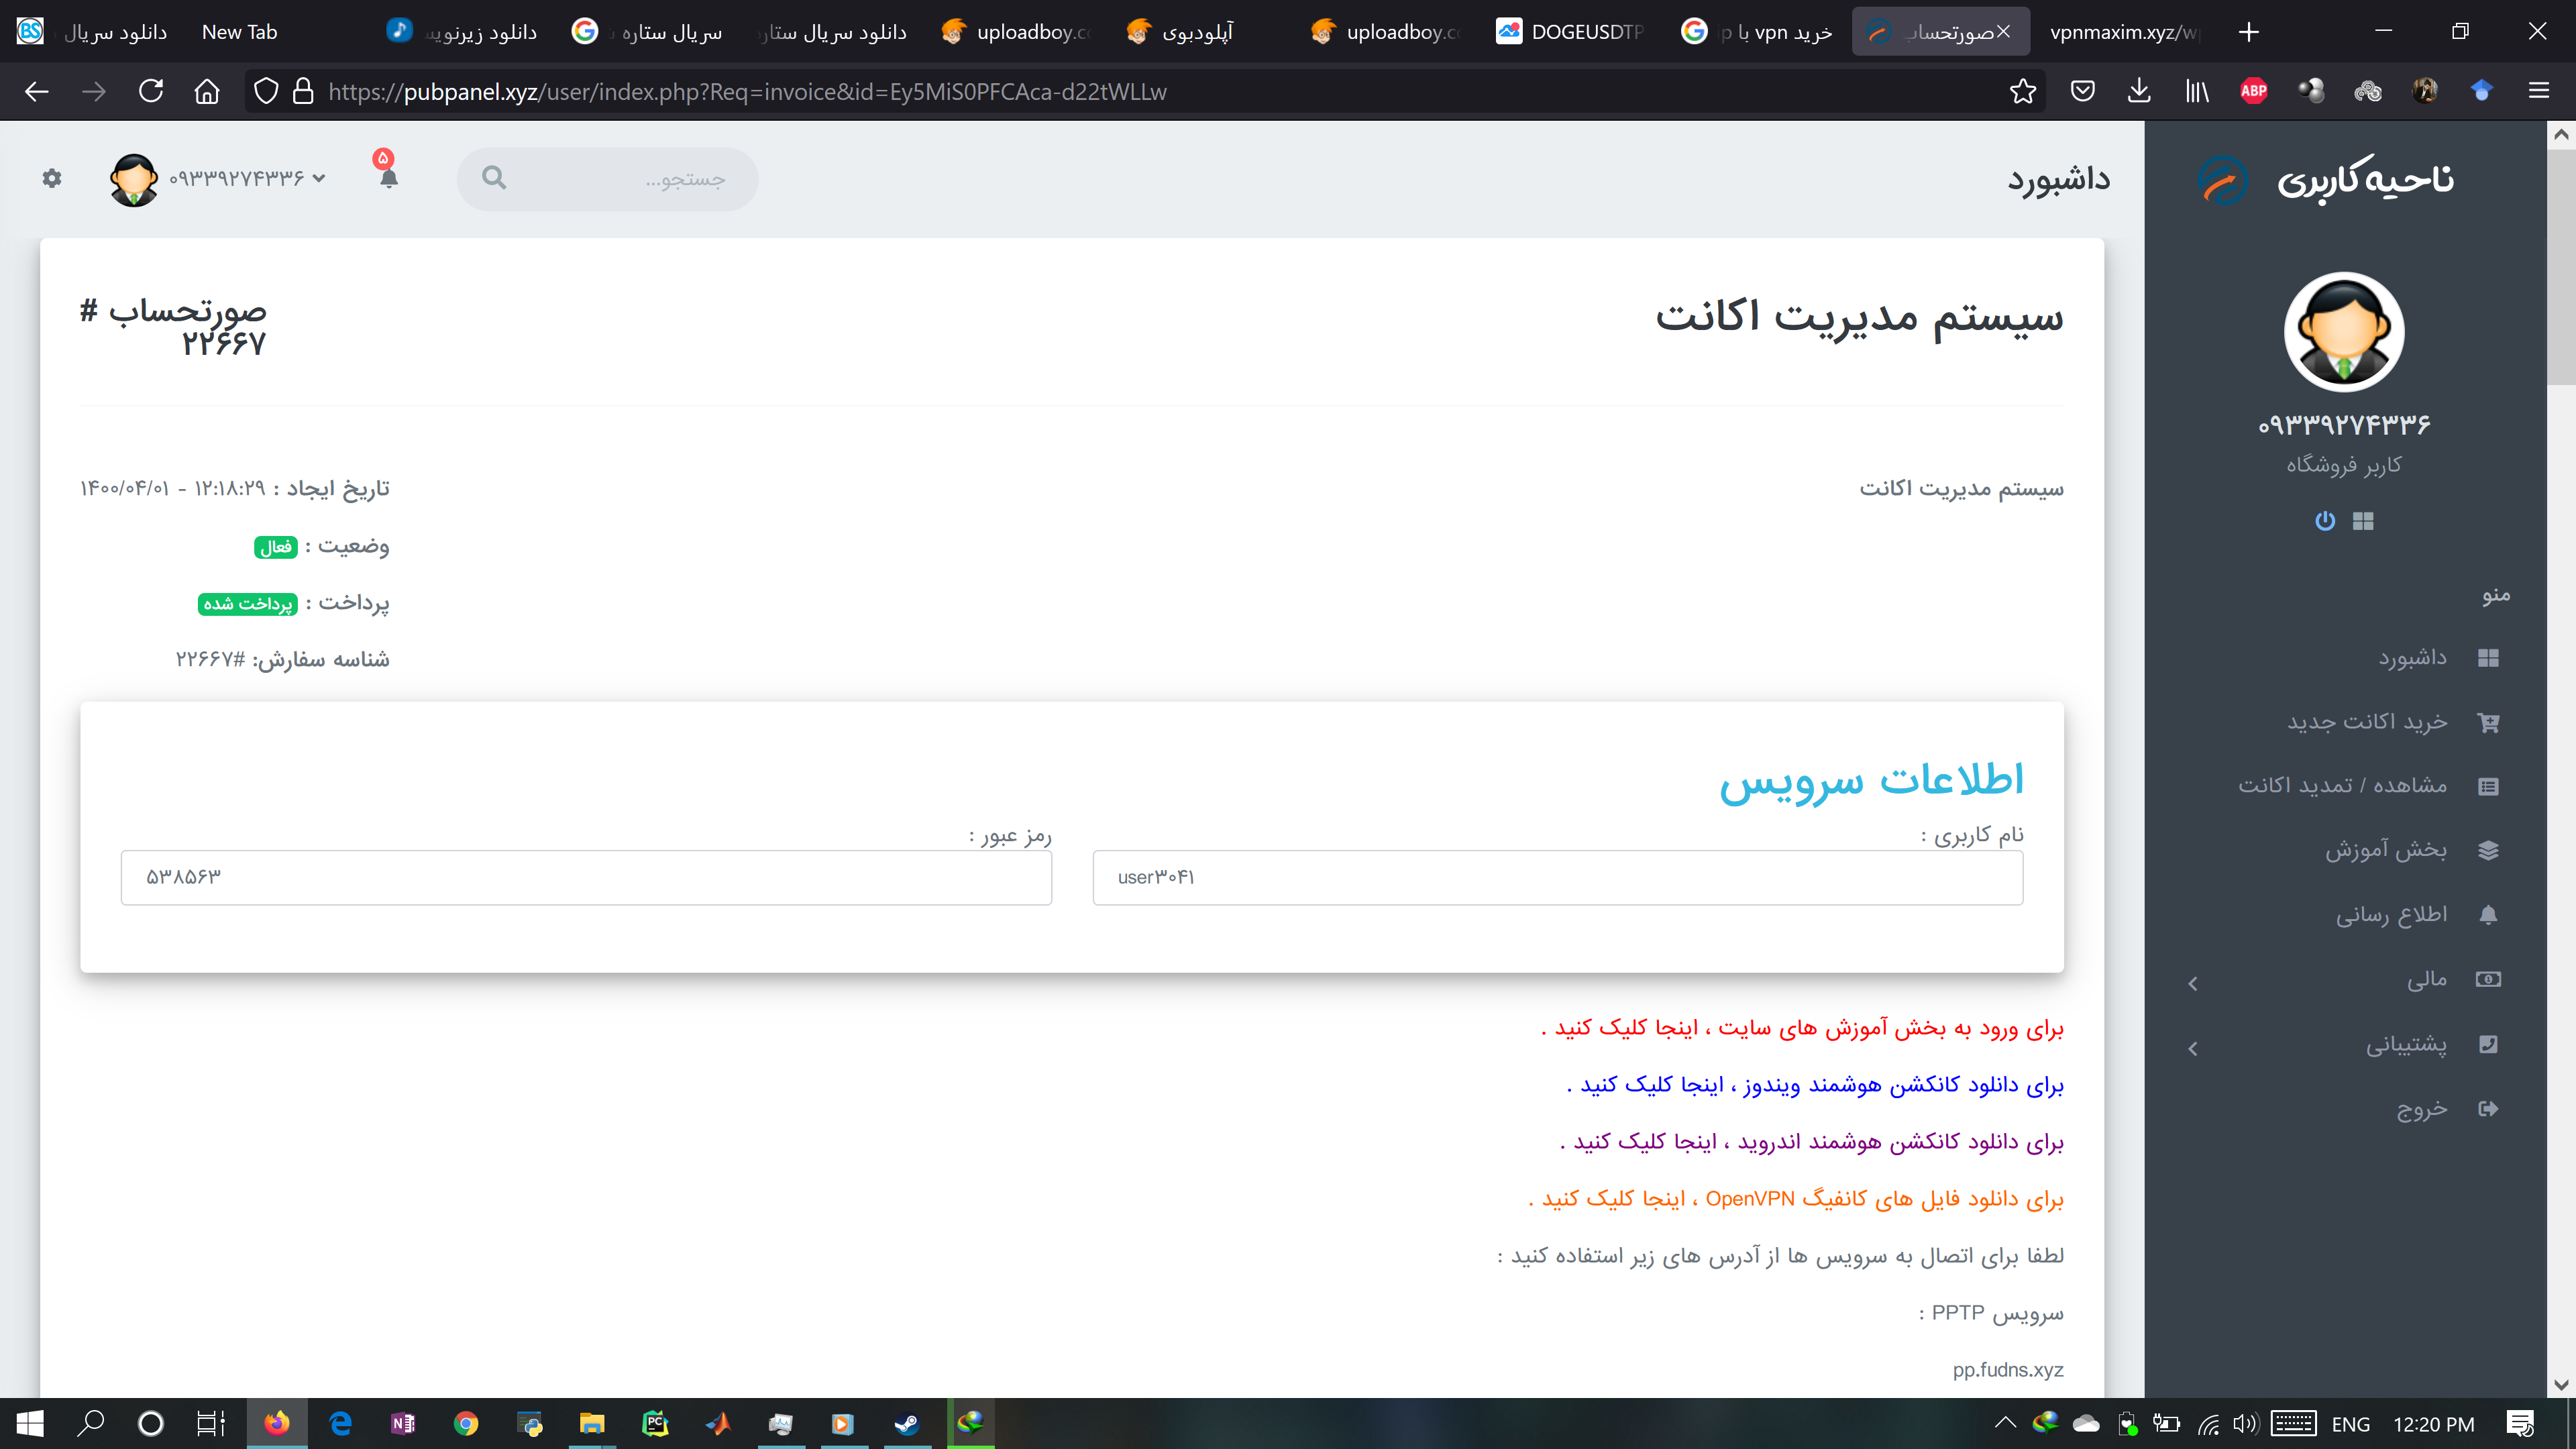 دانلود سریال
New Tab
دانلود زیرنویس
سریال ستاره
دانلود سریال ستاره
uploadboy.c
آپلودبوی
uploadboy.c
DOGEUSDTP
خرید vpn با p
صورتحساب
vpnmaxim.xyz/w
https://pubpanel.xyz/user/index.php?Req=invoice&id=Ey5MiS0PFCAca-d22tWLLw
ABP
ناحیه کاربری
داشبورد
جستجو...
۵
۰۹۳۳۹۲۷۴۳۳۶
سیستم مدیریت اکانت
صورتحساب #
۲۲۶۶۷
سیستم مدیریت اکانت
تاریخ ایجاد : ۱۲:۱۸:۲۹ - ۱۴۰۰/۰۴/۰۱
وضعیت : فعال
پرداخت : پرداخت شده
شناسه سفارش: #۲۲۶۶۷
اطلاعات سرویس
نام کاربری :
user۳۰۴۱
رمز عبور :
۵۳۸۵۶۳
برای ورود به بخش آموزش های سایت ، اینجا کلیک کنید .
برای دانلود کانکشن هوشمند ویندوز ، اینجا کلیک کنید .
برای دانلود کانکشن هوشمند اندروید ، اینجا کلیک کنید .
برای دانلود فایل های کانفیگ OpenVPN ، اینجا کلیک کنید .
لطفا برای اتصال به سرویس ها از آدرس های زیر استفاده کنید :
سرویس PPTP :
pp.fudns.xyz
۰۹۳۳۹۲۷۴۳۳۶
کاربر فروشگاه
منو
داشبورد
خرید اکانت جدید
مشاهده / تمدید اکانت
بخش آموزش
اطلاع رسانی
مالی
پشتیبانی
خروج
ENG
12:20 PM